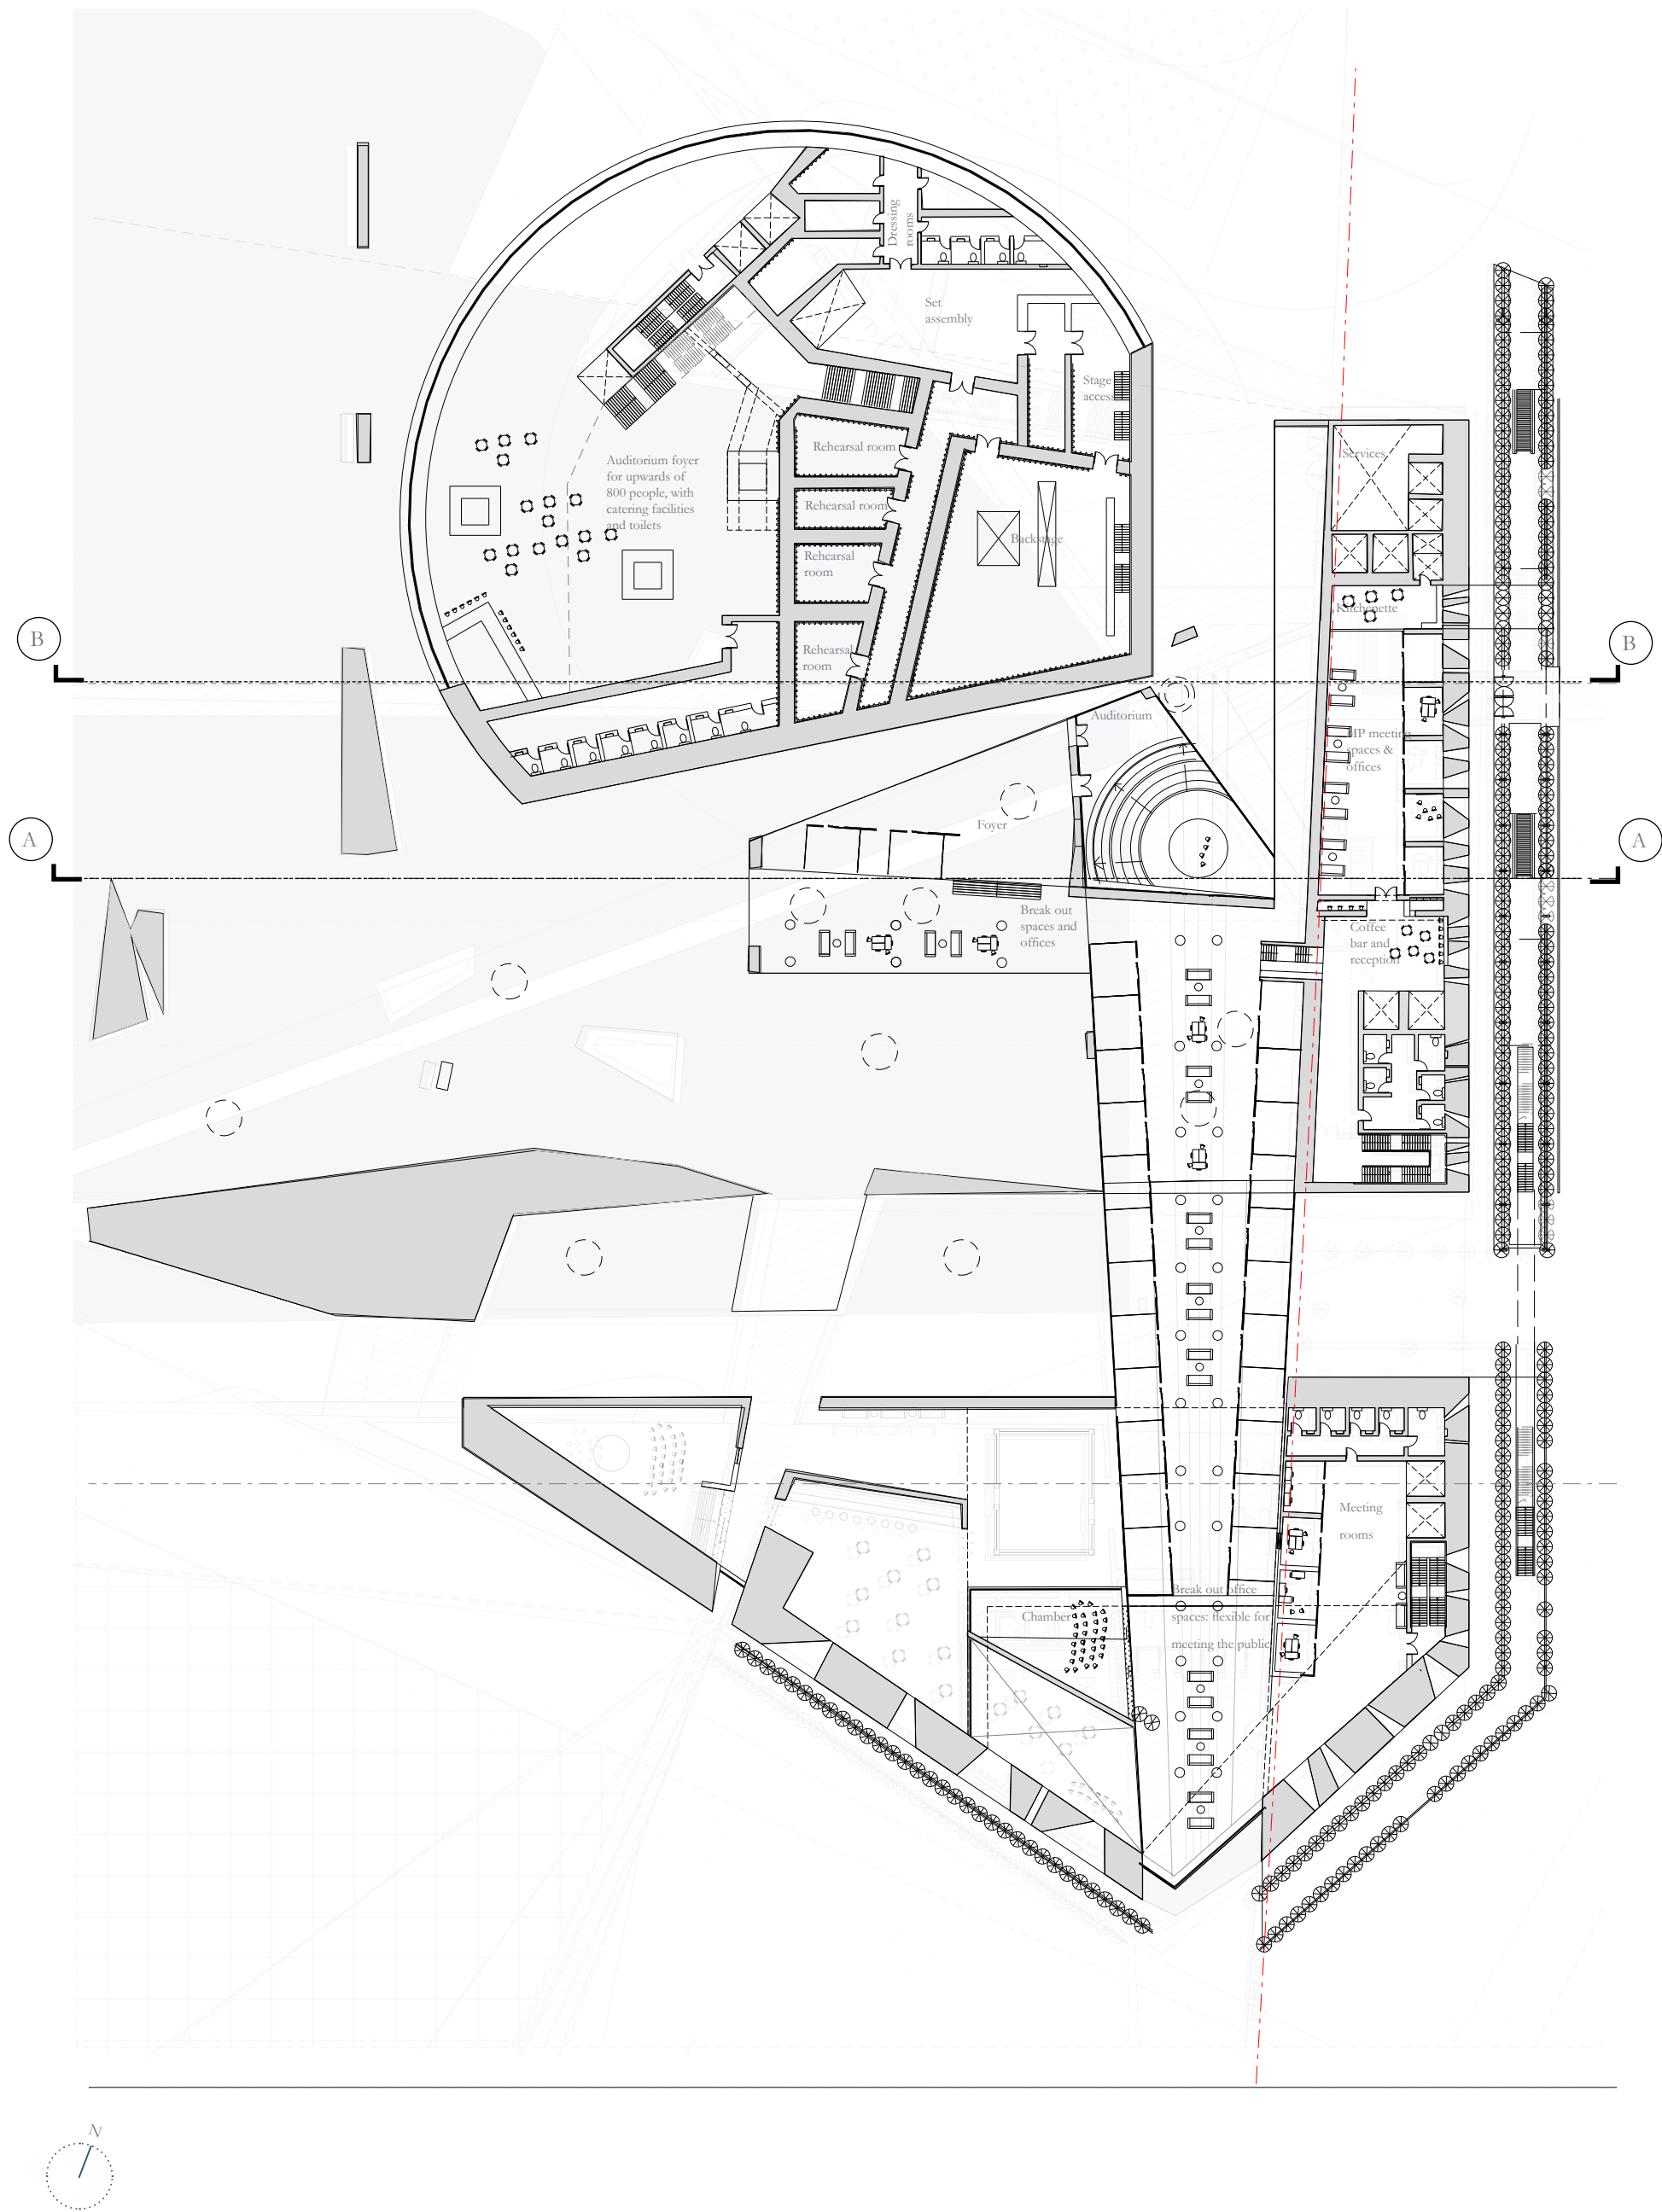 Dressing
rooms
Set
assembly
Stage
access
Rehearsal room
Services
Auditorium foyer
for upwards of
800 people, with
catering facilities
and toilets
Rehearsal room
Backstage
Rehearsal
room
Kitchenette
B
B
Rehearsal
room
Auditorium
MP meeting
spaces &
offices
Foyer
A
A
Break out
spaces and
offices
Coffee
bar and
reception
Meeting
rooms
Break out office
spaces: flexible for
meeting the public
Chamber
N